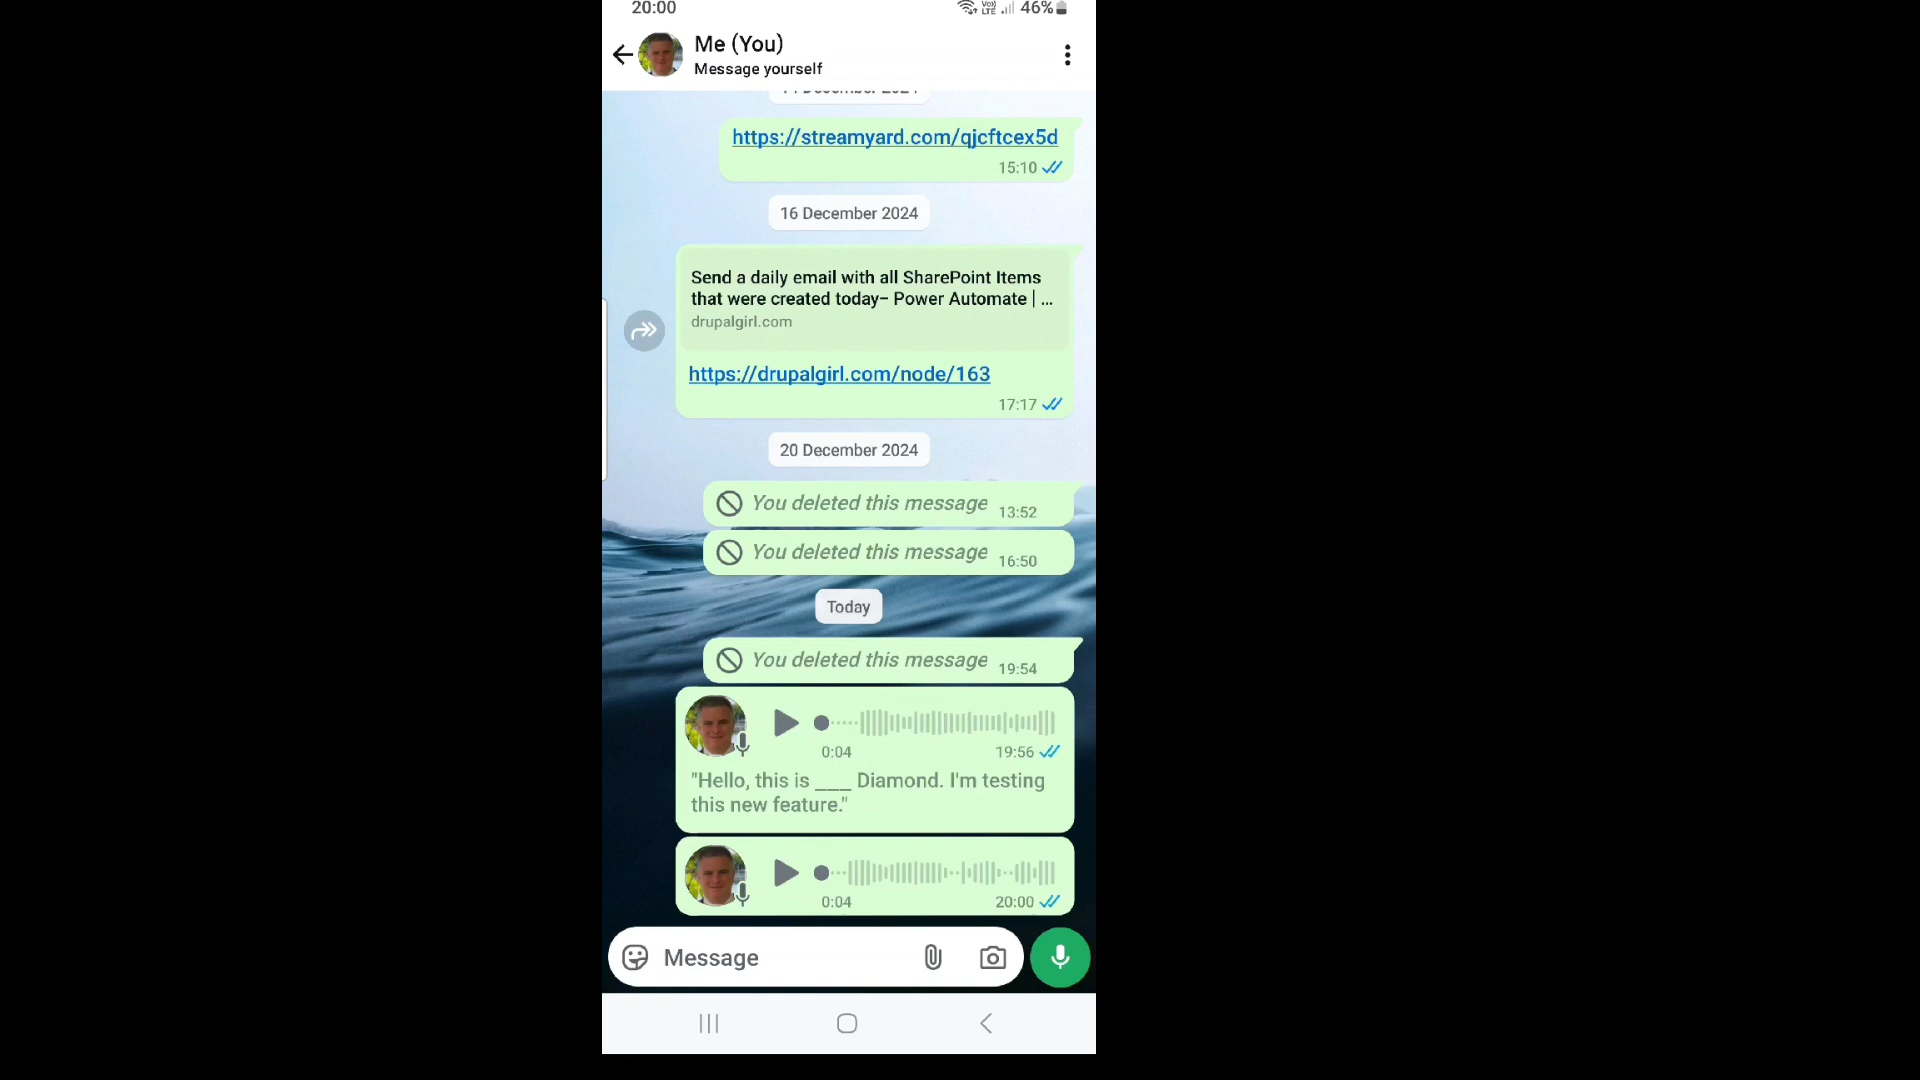 20:00
Vo))
LTE
46%
Me (You)
Message yourself
https://streamyard.com/qjcftcex5d
15:10
16 December 2024
Send a daily email with all SharePoint Items
that were created today– Power Automate | ...
drupalgirl.com
https://drupalgirl.com/node/163
17:17
20 December 2024
You deleted this message 13:52
You deleted this message 16:50
Today
You deleted this message 19:54
0:04 19:56
"Hello, this is ___ Diamond. I'm testing
this new feature."
0:04 20:00
Message